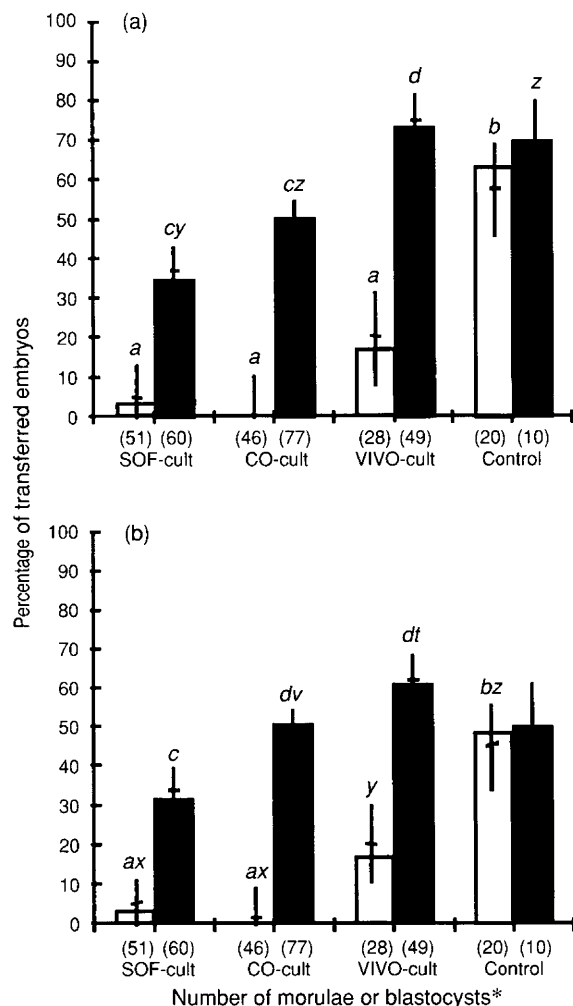 (a)
100
90
80
70
60
50
40
30
20
10
0
a cy a cz a d b z
(51) (60) (46) (77) (28) (49) (20) (10)
SOF-cult CO-cult VIVO-cult Control
Percentage of transferred embryos
(b)
100
90
80
70
60
50
40
30
20
10
0
ax c ax dv y dt bz
(51) (60) (46) (77) (28) (49) (20) (10)
SOF-cult CO-cult VIVO-cult Control
Number of morulae or blastocysts*